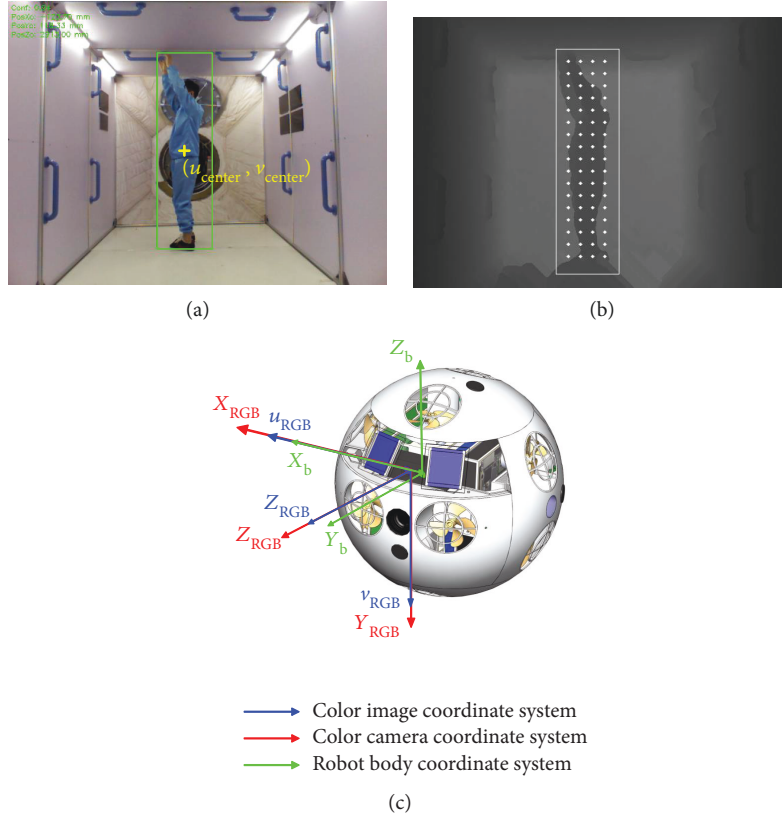 (u_center, v_center)
(a)
(b)
Z_b
X_RGB
u_RGB
X_b
Z_RGB
Z_RGB
Y_b
v_RGB
Y_RGB
Color image coordinate system
Color camera coordinate system
Robot body coordinate system
(c)